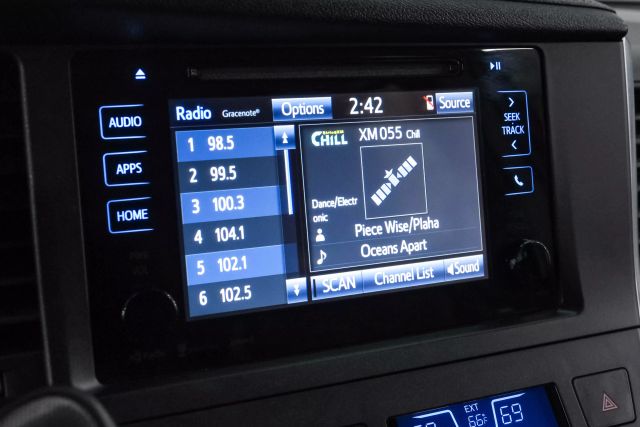 AUDIO
APPS
HOME
Radio Gracenote® Options 2:42 Source
1 98.5
2 99.5
3 100.3
4 104.1
5 102.1
6 102.5
SiriusXM
CHILL
XM 055 Chill
Dance/Electr
onic
Piece Wise/Plaha
Oceans Apart
SCAN Channel List Sound
SEEK
TRACK
EXT
66°F
69